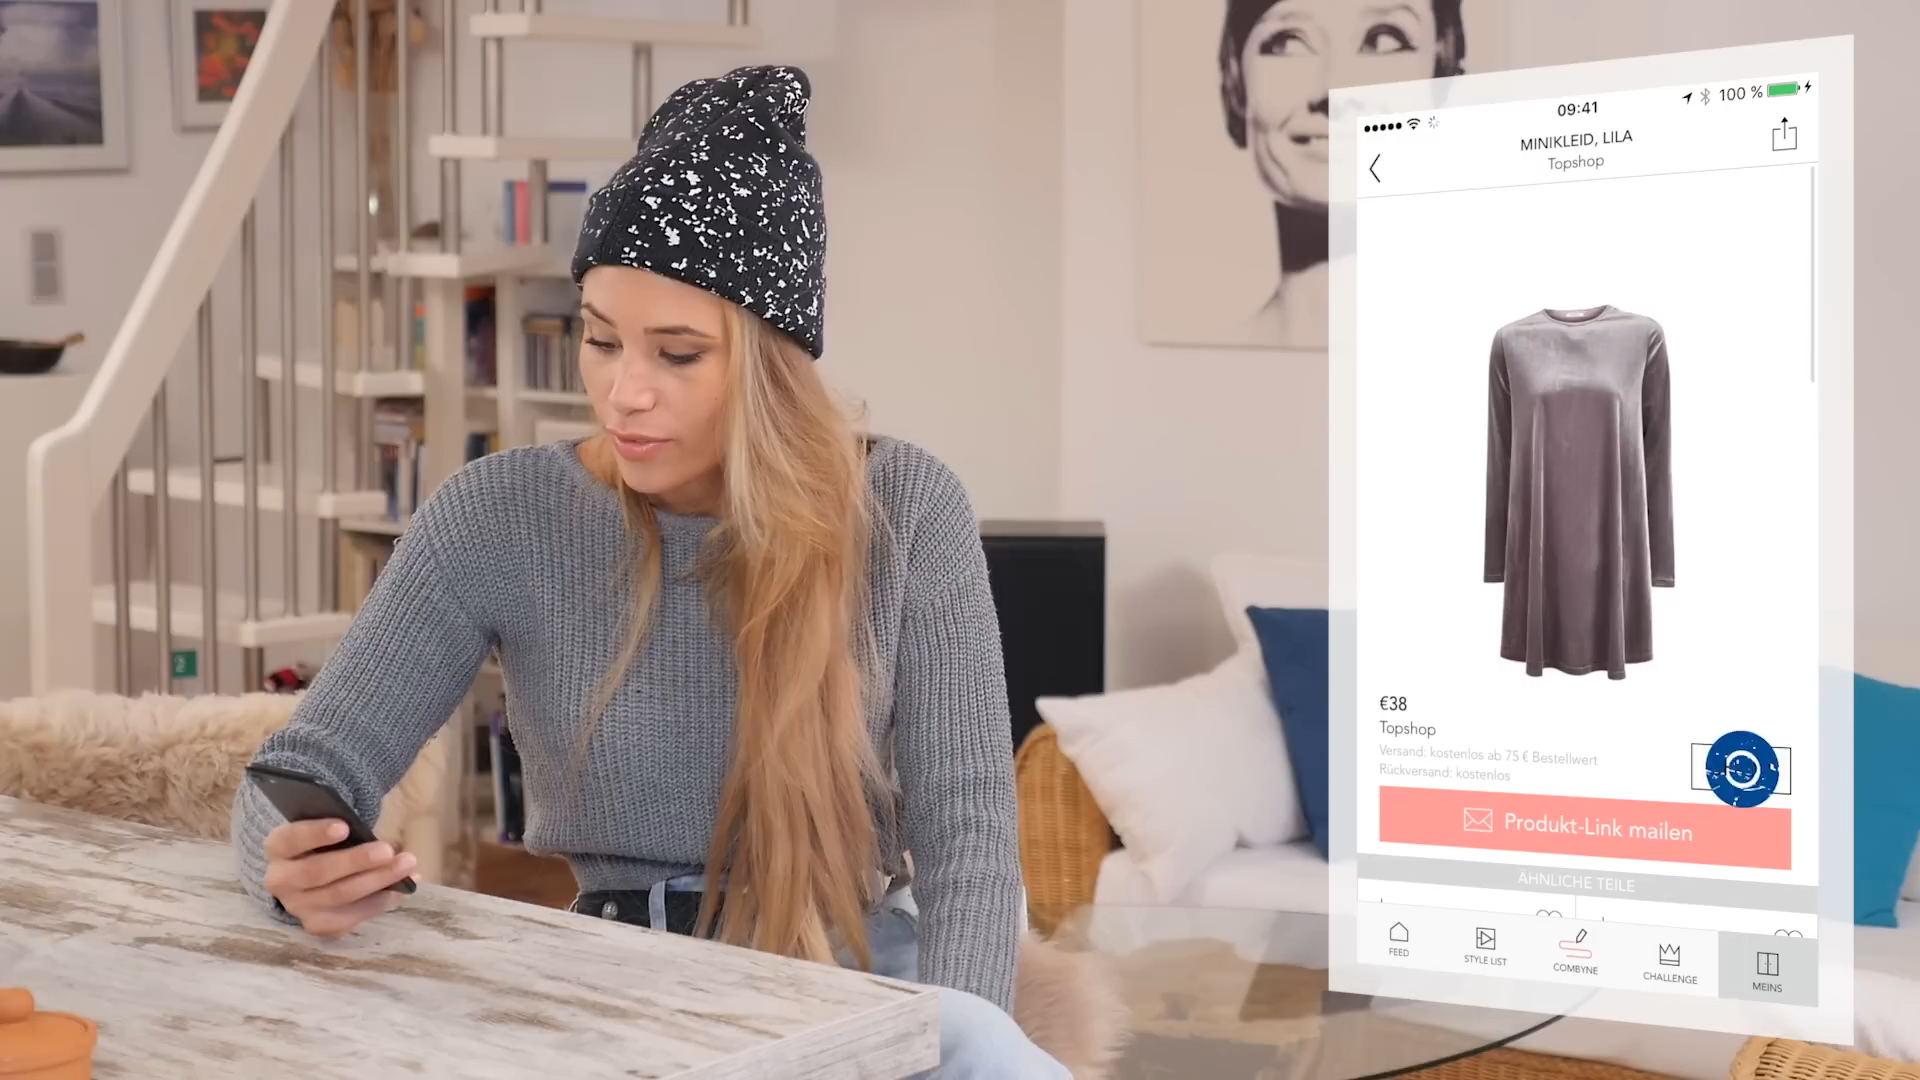 09:41
100 %
MINIKLEID, LILA
Topshop
€38
Topshop
Versand: kostenlos ab 75 € Bestellwert
Rückversand: kostenlos
Produkt-Link mailen
ÄHNLICHE TEILE
FEED
STYLE LIST
COMBYNE
CHALLENGE
MEINS